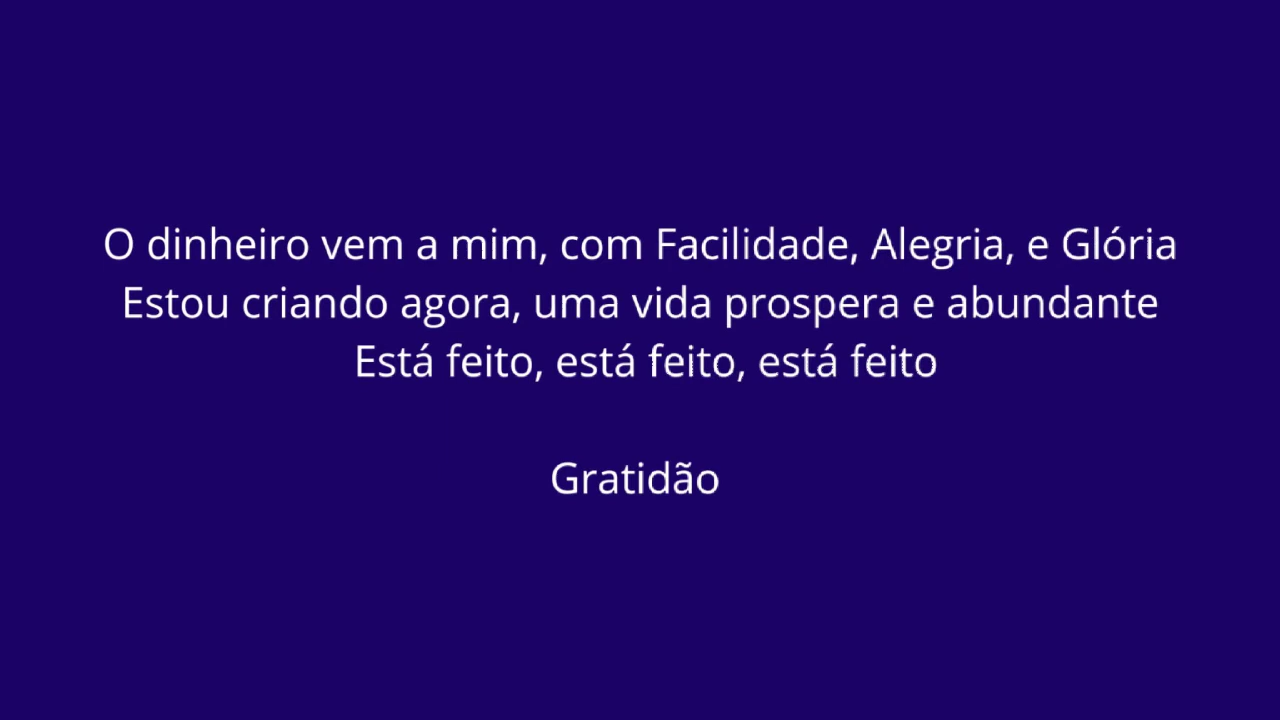 O dinheiro vem a mim, com Facilidade, Alegria, e Glória
Estou criando agora, uma vida prospera e abundante
Está feito, está feito, está feito
Gratidão